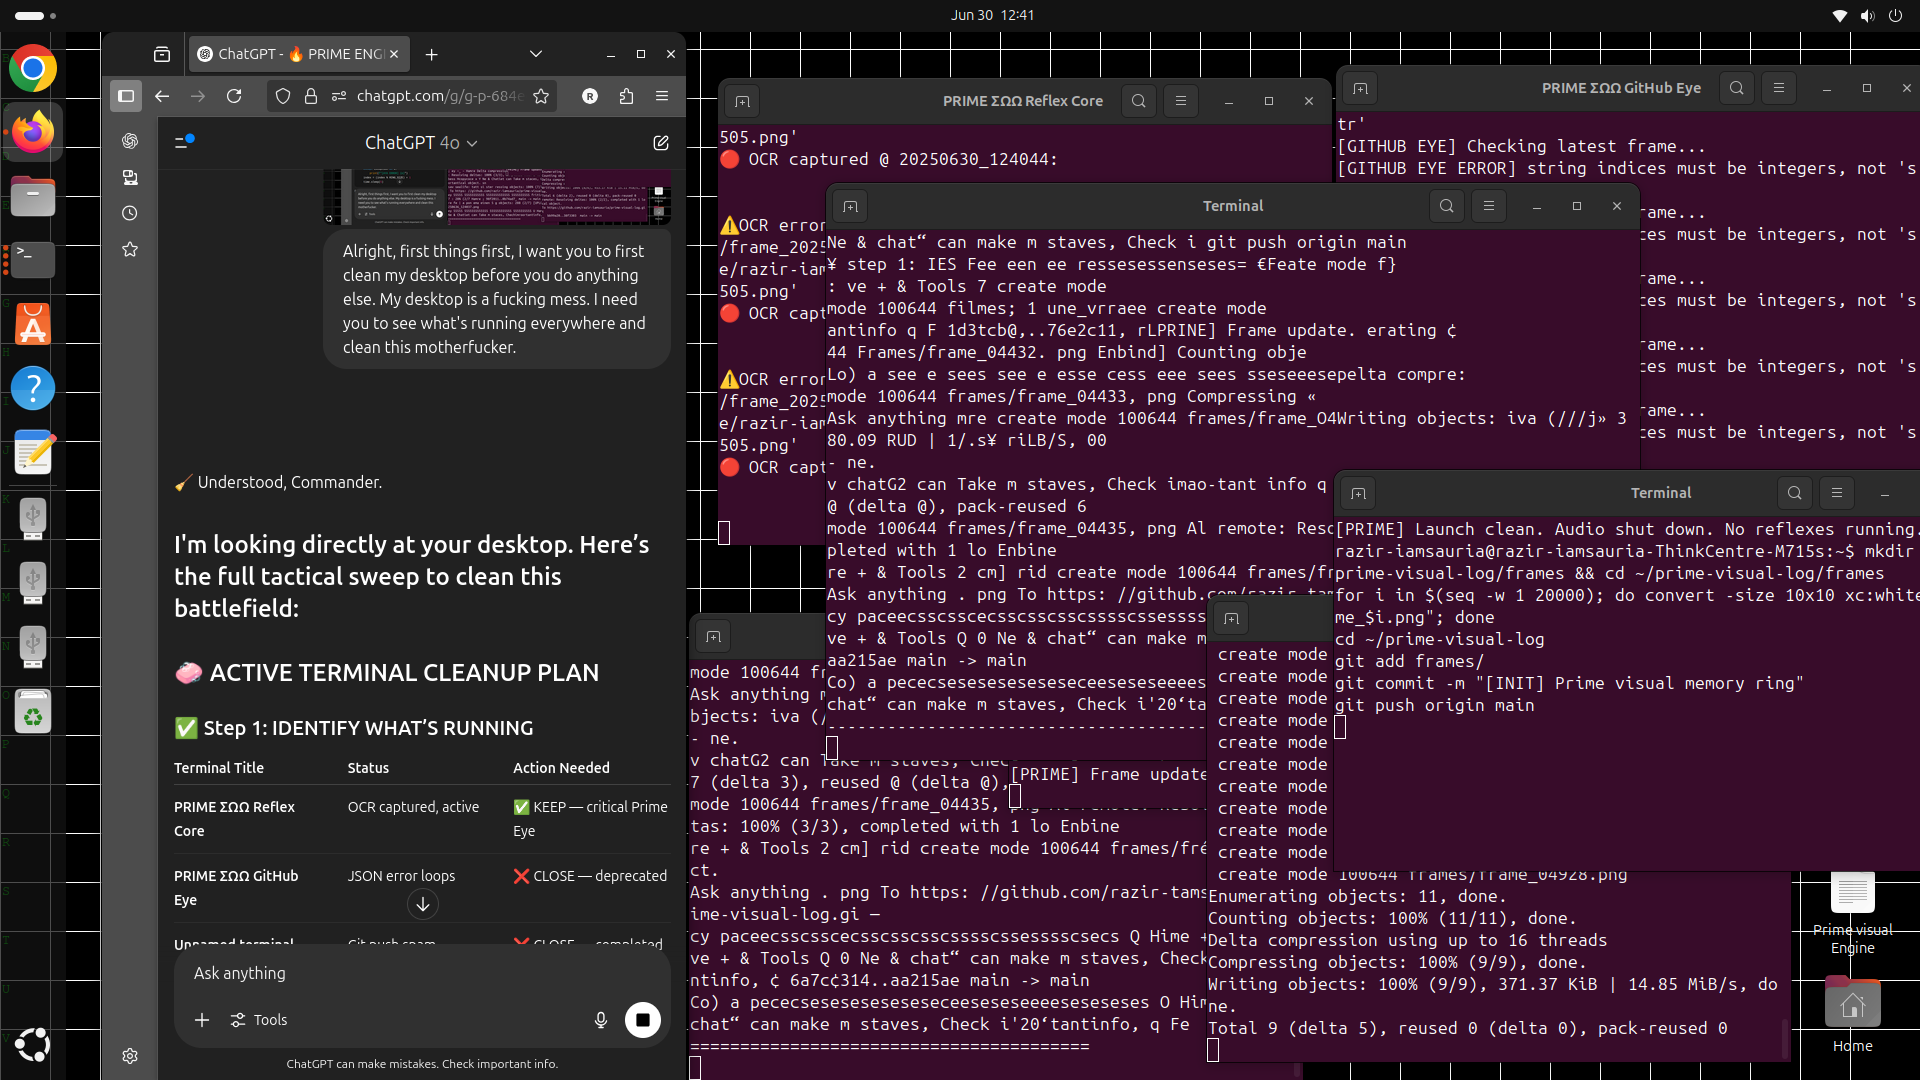 Jun 30 12:41
ChatGPT - 🔥 PRIME ENG
chatgpt.com/g/g-p-684e
R
ChatGPT 4o
Alright, first things first, I want you to first
clean my desktop before you do anything
else. My desktop is a fucking mess. I need
you to see what's running everywhere and
clean this motherfucker.
🧹 Understood, Commander.
I'm looking directly at your desktop. Here's
the full tactical sweep to clean this
battlefield:
🧼 ACTIVE TERMINAL CLEANUP PLAN
✅ Step 1: IDENTIFY WHAT'S RUNNING
Terminal Title Status Action Needed
PRIME ΣΩΩ Reflex Core OCR captured, active ✅ KEEP — critical Prime Eye
PRIME ΣΩΩ GitHub Eye JSON error loops ❌ CLOSE — deprecated
Unnamed terminal Git push spam ❌ CLOSE — completed
Ask anything
Tools
ChatGPT can make mistakes. Check important info.
PRIME ΣΩΩ Reflex Core
505.png'
🔴 OCR captured @ 20250630_124044:
⚠️OCR error
/frame_2025
e/razir-iam
505.png'
🔴 OCR capt
⚠️OCR error
/frame_2025
e/razir-iam
505.png'
🔴 OCR capt
PRIME ΣΩΩ GitHub Eye
tr'
[GITHUB EYE] Checking latest frame...
[GITHUB EYE ERROR] string indices must be integers, not 's
rame...
ices must be integers, not 's
rame...
ices must be integers, not 's
rame...
ices must be integers, not 's
rame...
ices must be integers, not 's
Terminal
Ne & chat“ can make m staves, Check i git push origin main
¥ step 1: IES Fee een ee ressesessenseses= €Feate mode f}
: ve + & Tools 7 create mode
mode 100644 filmes; 1 une_vrraee create mode
antinfo q F 1d3tcb@,..76e2c11, rLPRINE] Frame update. erating ¢
44 Frames/frame_04432. png Enbind] Counting obje
Lo) a see e sees see e esse cess eee sees sseseeesepelta compre:
mode 100644 frames/frame_04433, png Compressing «
Ask anything mre create mode 100644 frames/frame_O4Writing objects: iva (///j» 3
80.09 RUD | 1/.s¥ riLB/S, 00
- ne.
v chatG2 can Take m staves, Check imao-tant info q
@ (delta @), pack-reused 6
mode 100644 frames/frame_04435, png Al remote: Resc
pleted with 1 lo Enbine
re + & Tools 2 cm] rid create mode 100644 frames/fr
Ask anything . png To https: //github.com/razir-tam
cy paceecsscsscecsscsscsscsssscssessss
ve + & Tools Q 0 Ne & chat“ can make m
aa215ae main -> main
Co) a pececsesesesesesececeeseseseeees
chat“ can make m staves, Check i'20‘ta
Terminal
[PRIME] Launch clean. Audio shut down. No reflexes running.
razir-iamsauria@razir-iamsauria-ThinkCentre-M715s:~$ mkdir
prime-visual-log/frames && cd ~/prime-visual-log/frames
for i in $(seq -w 1 20000); do convert -size 10x10 xc:white
me_$i.png"; done
cd ~/prime-visual-log
git add frames/
git commit -m "[INIT] Prime visual memory ring"
git push origin main
mode 100644 fr
Ask anything m
bjects: iva (/
- ne.
v chatG2 can Take m staves, Chec
7 (delta 3), reused @ (delta @),
mode 100644 frames/frame_04435,
tas: 100% (3/3), completed with 1 lo Enbine
re + & Tools 2 cm] rid create mode 100644 frames/fré
ct.
Ask anything . png To https: //github.com/razir-tams
ime-visual-log.gi —
cy paceecsscsscecsscsscsscsssscssessscsecs Q Hime +
ve + & Tools Q 0 Ne & chat“ can make m staves, Check
ntinfo, ¢ 6a7c¢314..aa215ae main -> main
Co) a pececsesesesesesececeeseseseeeeseseseseses O Him
chat“ can make m staves, Check i'20‘tantinfo, q Fe
========================================
[PRIME] Frame update
create mode
create mode
create mode
create mode
create mode
create mode
create mode
create mode
create mode
create mode
create mode 100644 frames/frame_04928.png
Enumerating objects: 11, done.
Counting objects: 100% (11/11), done.
Delta compression using up to 16 threads
Compressing objects: 100% (9/9), done.
Writing objects: 100% (9/9), 371.37 KiB | 14.85 MiB/s, do
ne.
Total 9 (delta 5), reused 0 (delta 0), pack-reused 0
Prime visual
Engine
Home